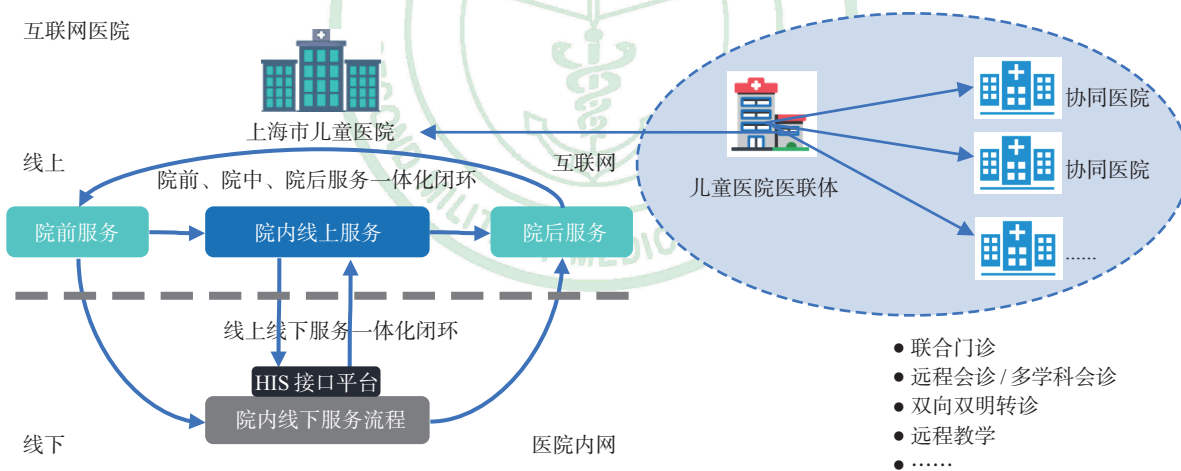 互联网医院
上海市儿童医院
线上
互联网
院前、院中、院后服务一体化闭环
院前服务
院内线上服务
院后服务
线上线下服务一体化闭环
HIS 接口平台
院内线下服务流程
线下
医院内网
儿童医院医联体
协同医院
协同医院
......
● 联合门诊
● 远程会诊 / 多学科会诊
● 双向双明转诊
● 远程教学
● ……